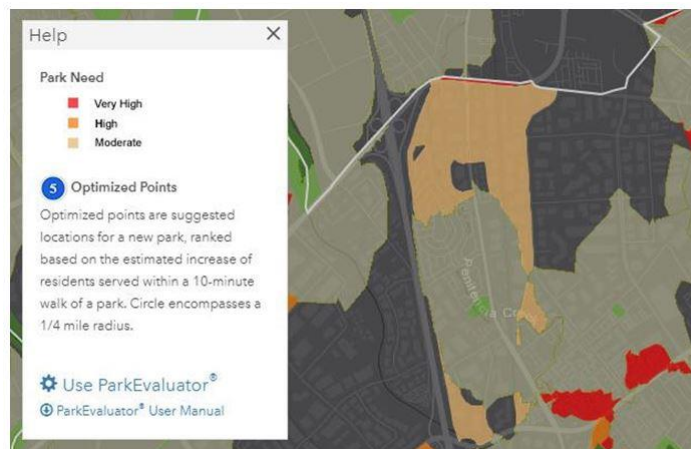 Help
Park Need
Very High
High
Moderate
5 Optimized Points
Optimized points are suggested
locations for a new park, ranked
based on the estimated increase of
residents served within a 10-minute
walk of a park. Circle encompasses a
1/4 mile radius.
Use ParkEvaluator®
ParkEvaluator® User Manual